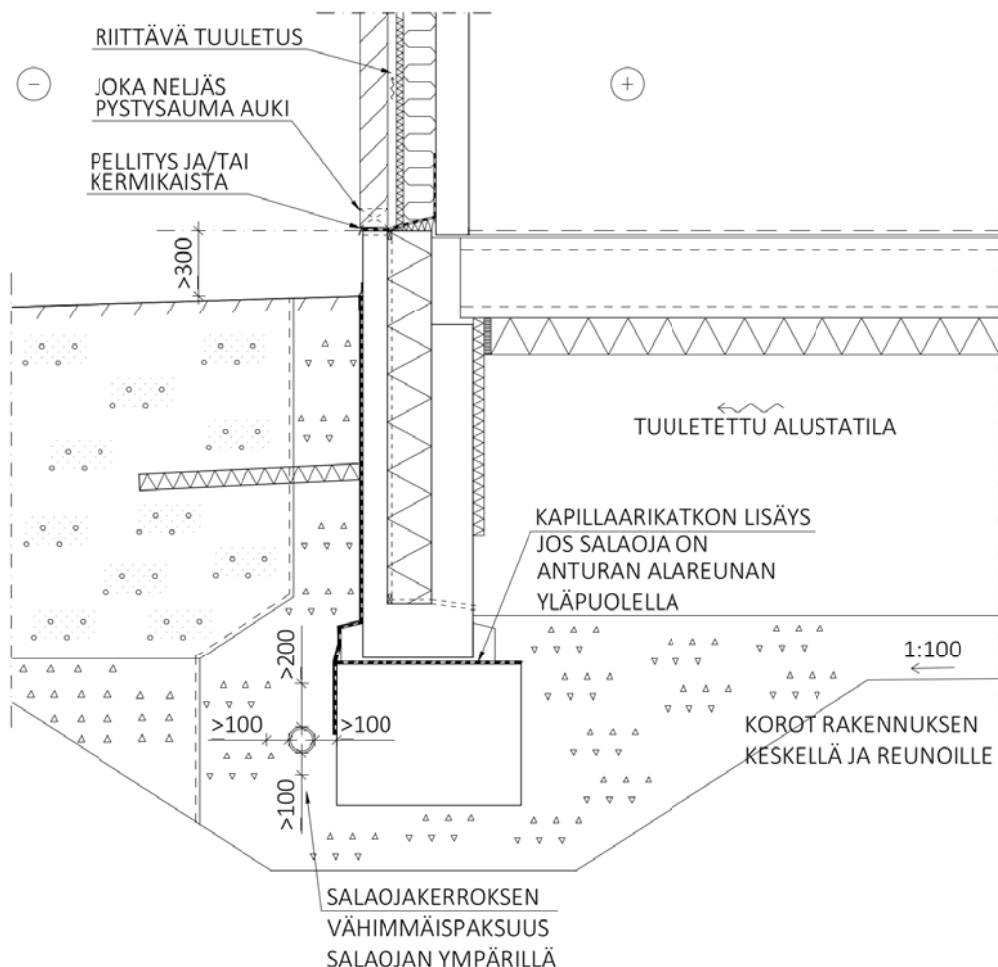 RIITTÄVÄ TUULETUS
JOKA NELJÄS
PYSTYSAUMA AUKI
PELLITYS JA/TAI
KERMIKAISTA
>300
TUULETETTU ALUSTATILA
KAPILLAARIKATKON LISÄYS
JOS SALAOJA ON
ANTURAN ALAREUNAN
YLÄPUOLELLA
1:100
>200
>100
>100
>100
KOROT RAKENNUKSEN
KESKELLÄ JA REUNOILLE
SALAOJAKERROKSEN
VÄHIMMÄISPAKSUUS
SALAOJAN YMPÄRILLÄ